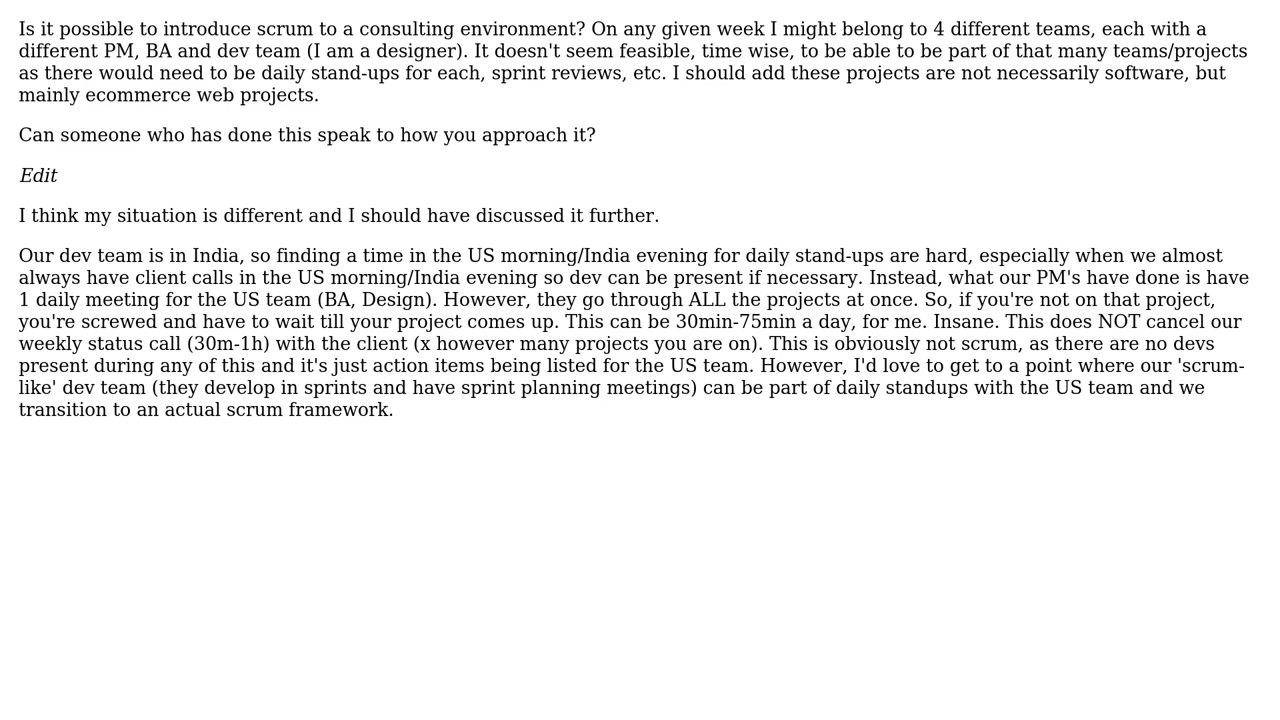 Is it possible to introduce scrum to a consulting environment? On any given week I might belong to 4 different teams, each with a
different PM, BA and dev team (I am a designer). It doesn't seem feasible, time wise, to be able to be part of that many teams/projects
as there would need to be daily stand-ups for each, sprint reviews, etc. I should add these projects are not necessarily software, but
mainly ecommerce web projects.
Can someone who has done this speak to how you approach it?
Edit
I think my situation is different and I should have discussed it further.
Our dev team is in India, so finding a time in the US morning/India evening for daily stand-ups are hard, especially when we almost
always have client calls in the US morning/India evening so dev can be present if necessary. Instead, what our PM's have done is have
1 daily meeting for the US team (BA, Design). However, they go through ALL the projects at once. So, if you're not on that project,
you're screwed and have to wait till your project comes up. This can be 30min-75min a day, for me. Insane. This does NOT cancel our
weekly status call (30m-1h) with the client (x however many projects you are on). This is obviously not scrum, as there are no devs
present during any of this and it's just action items being listed for the US team. However, I'd love to get to a point where our 'scrum-
like' dev team (they develop in sprints and have sprint planning meetings) can be part of daily standups with the US team and we
transition to an actual scrum framework.